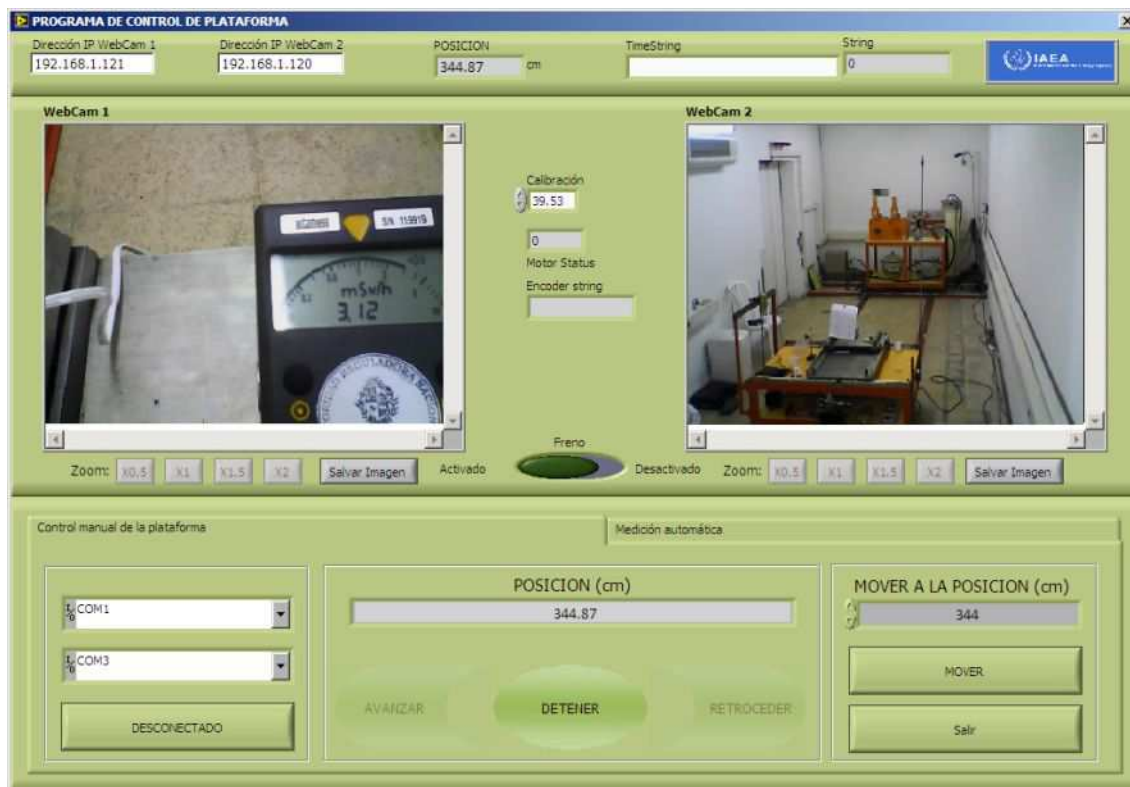 PROGRAMA DE CONTROL DE PLATAFORMA
Dirección IP WebCam 1
Dirección IP WebCam 2
POSICION
TimeString
String
192.168.1.121
192.168.1.120
344.87
cm
0
IAEA
WebCam 1
WebCam 2
Calibración
39.53
0
Motor Status
Encoder string
S/N
mSv/h
3.12
Freno
Zoom:
X0.5
X1
X1.5
X2
Salvar Imagen
Activado
Desactivado
Zoom:
X0.5
X1
X1.5
X2
Salvar Imagen
Control manual de la plataforma
Medición automática
COM1
COM3
DESCONECTADO
POSICION (cm)
344.87
AVANZAR
DETENER
RETROCEDER
MOVER A LA POSICION (cm)
344
MOVER
Salir